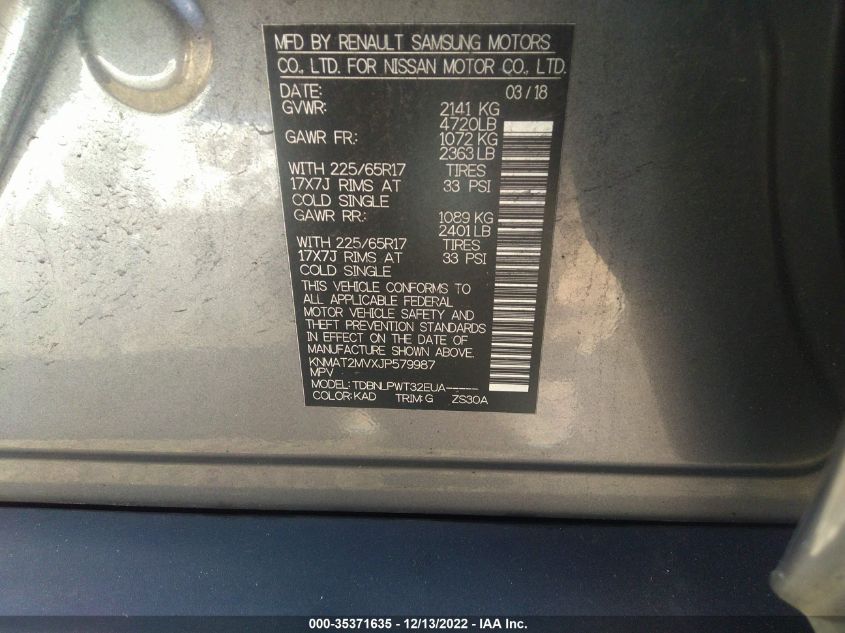 MFD BY RENAULT SAMSUNG MOTORS
CO., LTD. FOR NISSAN MOTOR CO., LTD.
DATE: 03/18
GVWR: 2141 KG
4720LB
GAWR FR: 1072 KG
2363 LB
WITH 225/65R17 TIRES
17X7J RIMS AT 33 PSI
COLD SINGLE
GAWR RR: 1089 KG
2401 LB
WITH 225/65R17 TIRES
17X7J RIMS AT 33 PSI
COLD SINGLE
THIS VEHICLE CONFORMS TO
ALL APPLICABLE FEDERAL
MOTOR VEHICLE SAFETY AND
THEFT PREVENTION STANDARDS
IN EFFECT ON THE DATE OF
MANUFACTURE SHOWN ABOVE.
KNMAT2MVXJP579987
MPV
MODEL: TDBNLPWT32EUA-----
COLOR: KAD TRIM: G ZS30A
000-35371635 - 12/13/2022 - IAA Inc.